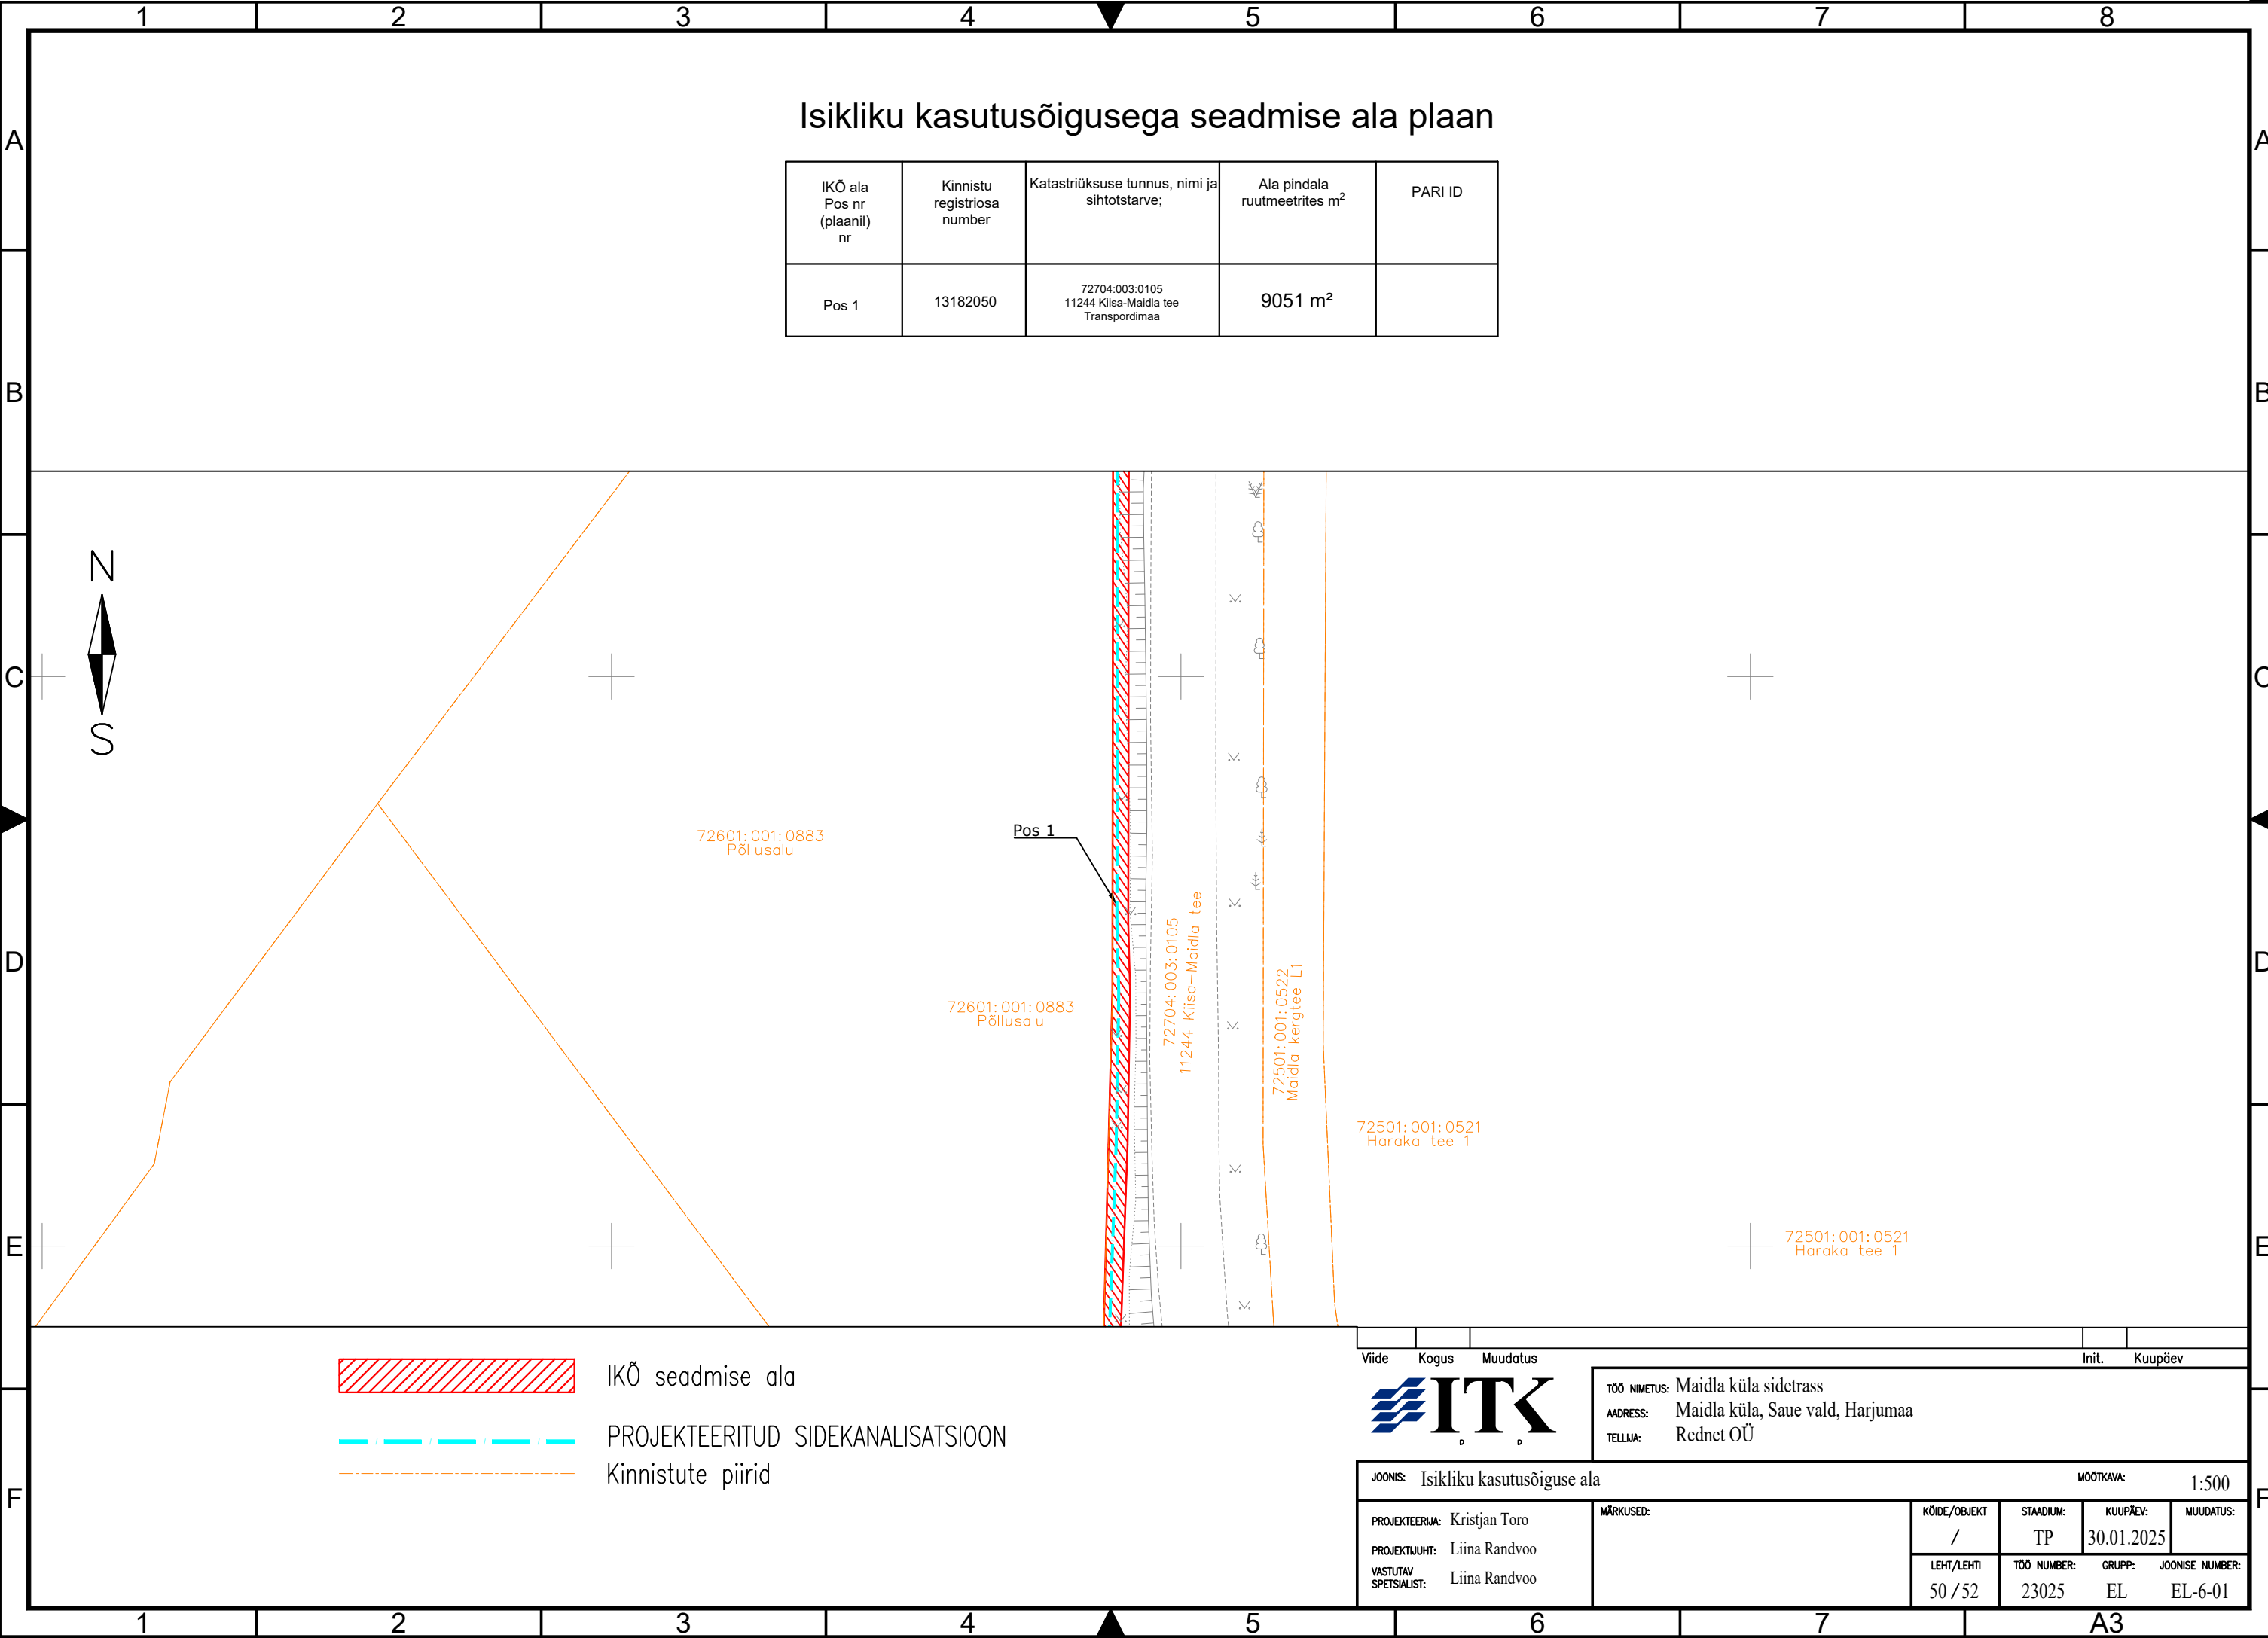 1 2 3 4 5 6 7 8
A A
B B
C C
D D
E E
F F
Isikliku kasutusõigusega seadmise ala plaan
IKÕ ala
Pos nr
(plaanil)
nr
Kinnistu
registriosa
number
Katastriüksuse tunnus, nimi ja
sihtotstarve;
Ala pindala
ruutmeetrites m²
PARI ID
Pos 1
13182050
72704:003:0105
11244 Kiisa-Maidla tee
Transpordimaa
9051 m²
N
S
72601:001:0883
Põllusalu
Pos 1
72601:001:0883
Põllusalu
72704:003:0105
11244 Kiisa-Maidla tee
72501:001:0522
Maidla kergtee L1
72501:001:0521
Haraka tee 1
72501:001:0521
Haraka tee 1
IKÕ seadmise ala
PROJEKTEERITUD SIDEKANALISATSIOON
Kinnistute piirid
Viide Kogus Muudatus Init. Kuupäev
ITK
D D
TÖÖ NIMETUS: Maidla küla sidetrass
AADRESS: Maidla küla, Saue vald, Harjumaa
TELLIJA: Rednet OÜ
JOONIS: Isikliku kasutusõiguse ala
MÕÕTKAVA: 1:500
PROJEKTEERIJA: Kristjan Toro
PROJEKTIJUHT: Liina Randvoo
VASTUTAV
SPETSIALIST: Liina Randvoo
MÄRKUSED:
KÖIDE/OBJEKT STAADIUM: KUUPÄEV: MUUDATUS:
/ TP 30.01.2025
LEHT/LEHTI TÖÖ NUMBER: GRUPP: JOONISE NUMBER:
50 / 52 23025 EL EL-6-01
1 2 3 4 5 6 7 A3